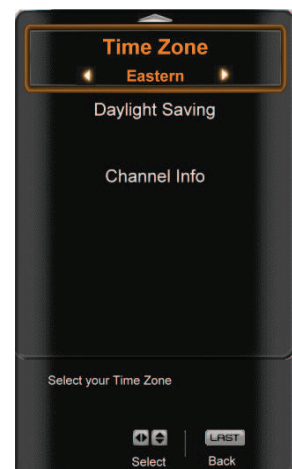 Time Zone
Eastern
Daylight Saving
Channel Info
Select your Time Zone
LAST
Select Back